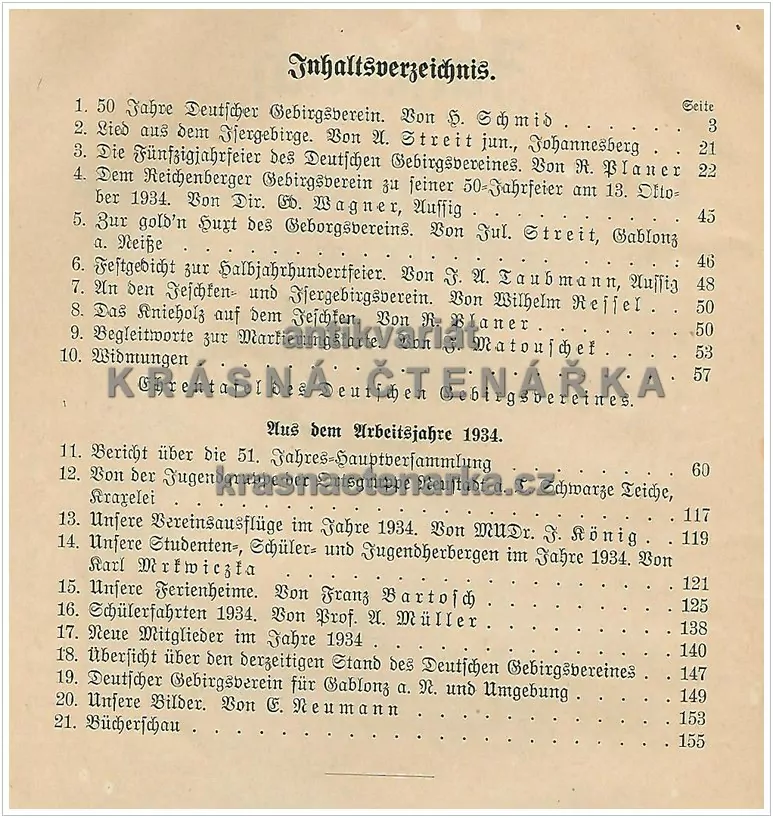 Inhaltsverzeichnis.
Seite
1. 50 Jahre Deutscher Gebirgsverein. Von H. Schmid . . . . . . . 3
2. Lied aus dem Isergebirge. Von A. Streit jun., Johannesberg . . 21
3. Die Fünfzigjahrfeier des Deutschen Gebirgsvereines. Von R. Planer 22
4. Dem Reichenberger Gebirgsverein zu seiner 50-Jahrfeier am 13. Okto-
ber 1934. Von Dir. Ed. Wagner, Aussig . . . . . . . . . . 45
5. Zur gold'n Huxt des Geborgsvereins. Von Jul. Streit, Gablonz
a. Neiße . . . . . . . . . . . . . . . . . . . . 46
6. Festgedicht zur Halbjahrhundertfeier. Von J. A. Taubmann, Aussig 48
7. An den Jeschken- und Isergebirgsverein. Von Wilhelm Ressel . . 50
8. Das Knieholz auf dem Jeschken. Von R. Planer . . . . . . . 50
9. Begleitworte zur Markierungskarte. Von J. Matouschek . . . . 53
antikvariát
10. Widmungen . . . . . . . . . . . . . . . . . . . 57
KRÁSNÁ ČTENÁŘKA
Ehrentafel des Deutschen Gebirgsvereines.
Aus dem Arbeitsjahre 1934.
11. Bericht über die 51. Jahres-Hauptversammlung . . . . . . . . 60
12. Von der Jugendgruppe der Ortsgruppe Neustadt a. T. Schwarze Teiche,
krasnactenarka.cz
Kraxelei . . . . . . . . . . . . . . . . . . . . 117
13. Unsere Vereinsausflüge im Jahre 1934. Von MUDr. J. König . . 119
14. Unsere Studenten-, Schüler- und Jugendherbergen im Jahre 1934. Von
Karl Mrkwiczka . . . . . . . . . . . . . . . . 121
15. Unsere Ferienheime. Von Franz Bartosch . . . . . . . . . 125
16. Schülerfahrten 1934. Von Prof. A. Müller . . . . . . . . . 138
17. Neue Mitglieder im Jahre 1934 . . . . . . . . . . . . . 140
18. Übersicht über den derzeitigen Stand des Deutschen Gebirgsvereines . . 147
19. Deutscher Gebirgsverein für Gablonz a. N. und Umgebung . . . . . 149
20. Unsere Bilder. Von E. Neumann . . . . . . . . . . . . 153
21. Bücherschau . . . . . . . . . . . . . . . . . . . 155